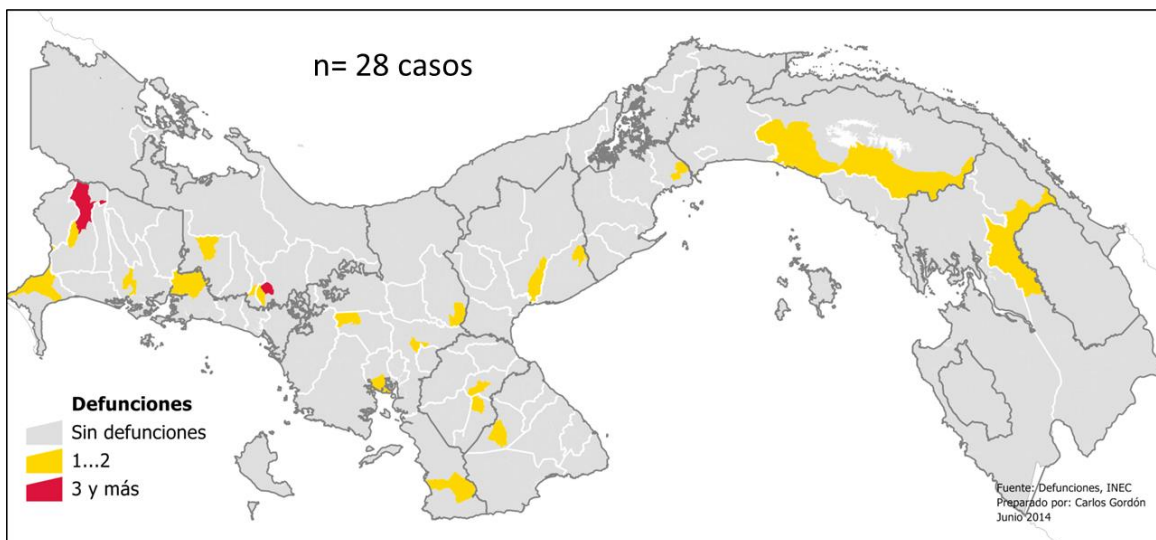 n= 28 casos
Defunciones
Sin defunciones
1...2
3 y más
Fuente: Defunciones, INEC
Preparado por: Carlos Gordón
Junio 2014